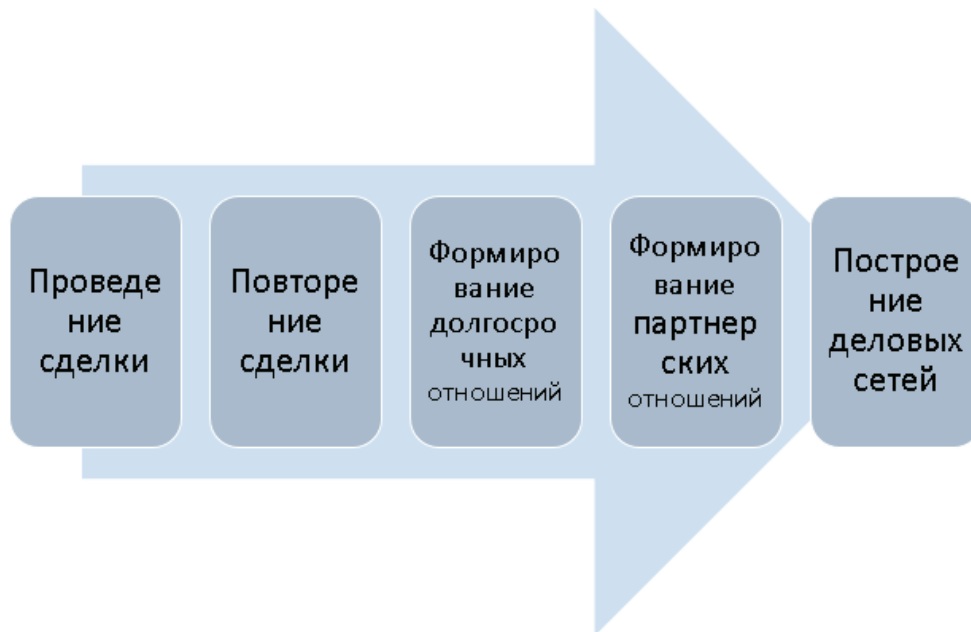 Проведе
ние
сделки
Повторе
ние
сделки
Формиро
вание
долгосро
чных
отношений
Формиро
вание
партнер
ских
отношений
Построе
ние
деловых
сетей